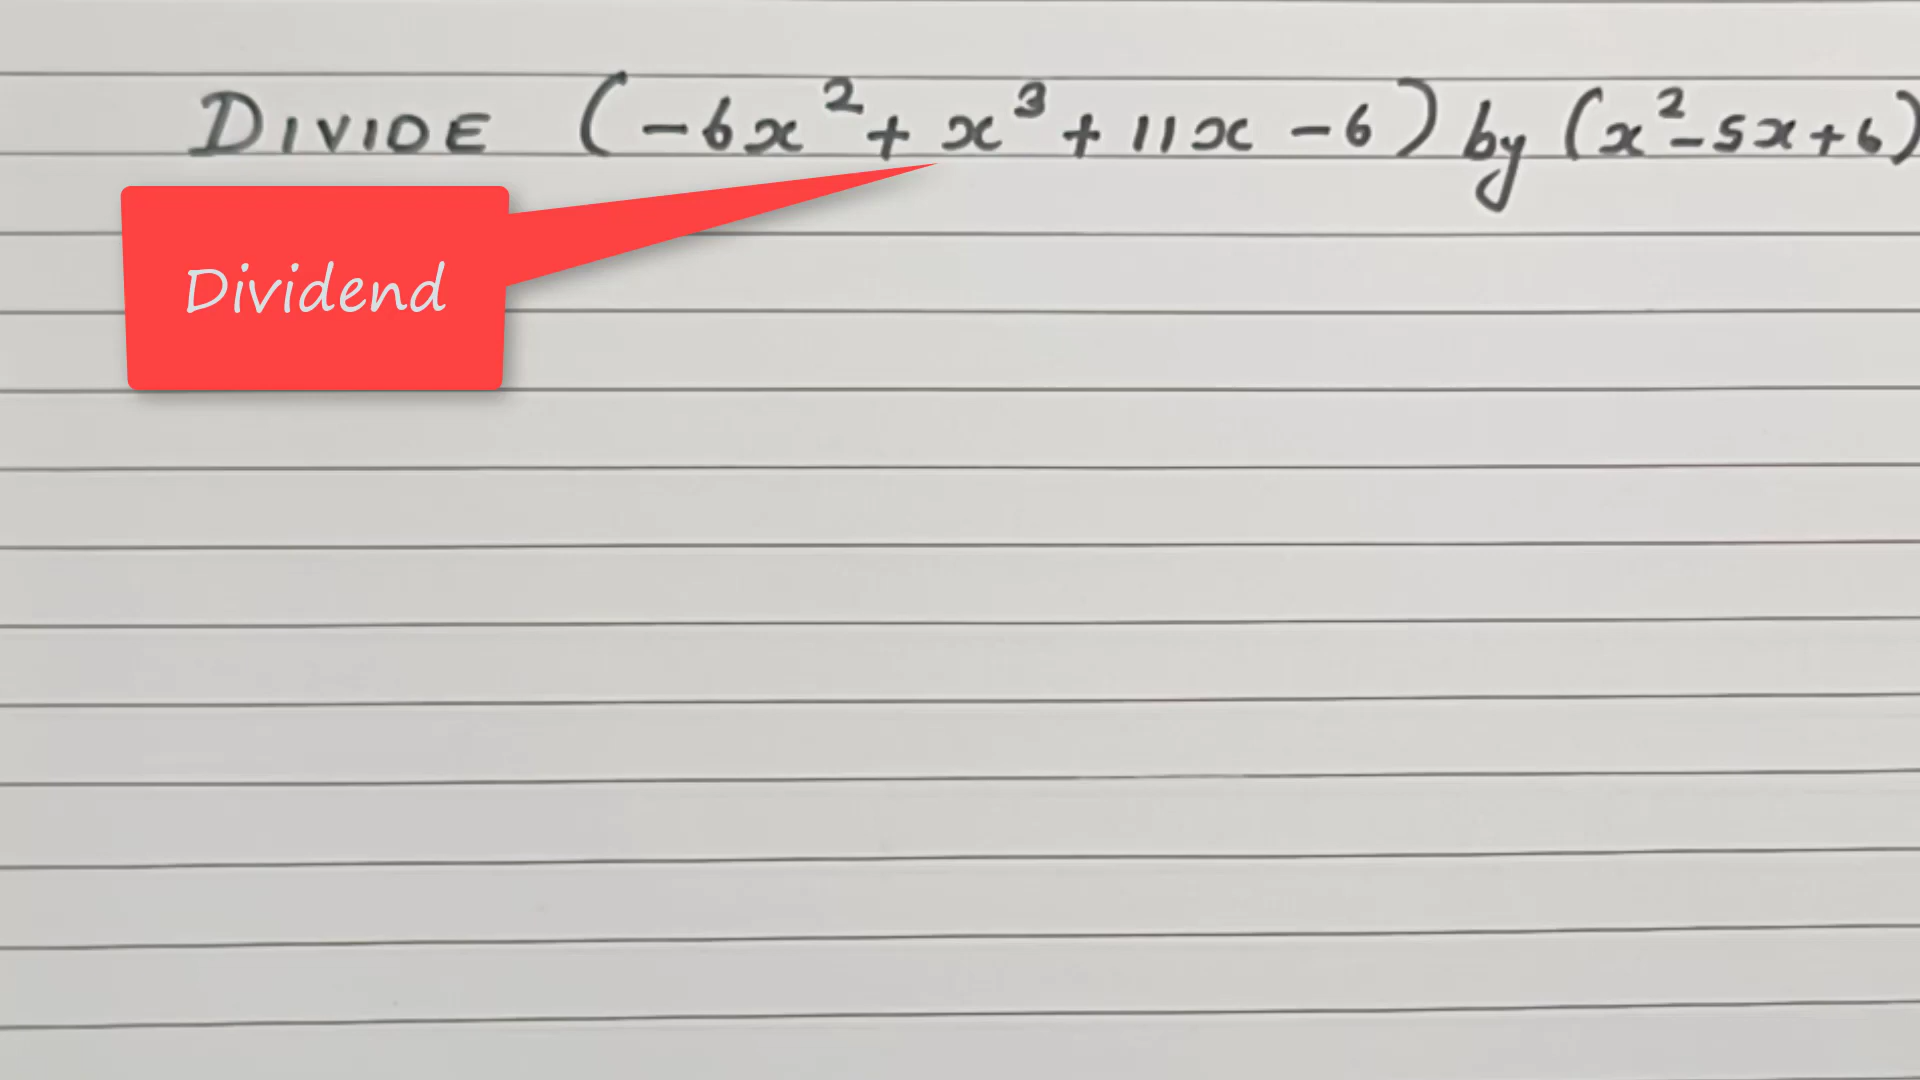 DIVIDE (-6x²+ x³ + 11x - 6) by (x²-5x+6)
Dividend